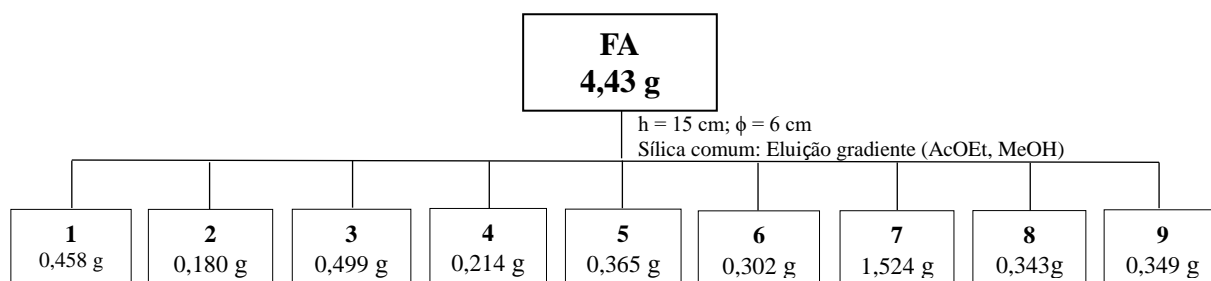 FA
4,43 g
h = 15 cm; ϕ = 6 cm
Sílica comum: Eluição gradiente (AcOEt, MeOH)
1
0,458 g
2
0,180 g
3
0,499 g
4
0,214 g
5
0,365 g
6
0,302 g
7
1,524 g
8
0,343g
9
0,349 g